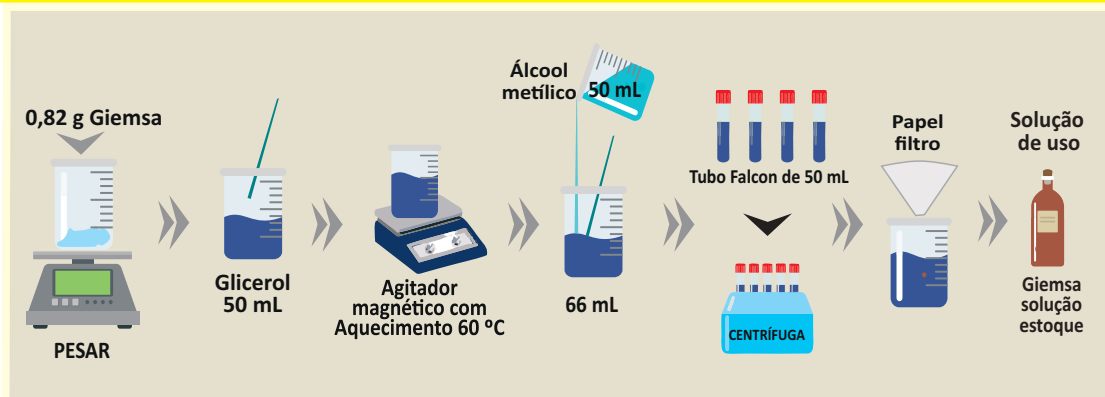 0,82 g Giemsa
PESAR
Glicerol
50 mL
Agitador
magnético com
Aquecimento 60 ºC
Álcool
metílico
50 mL
66 mL
Tubo Falcon de 50 mL
CENTRÍFUGA
Papel
filtro
Solução
de uso
Giemsa
solução
estoque